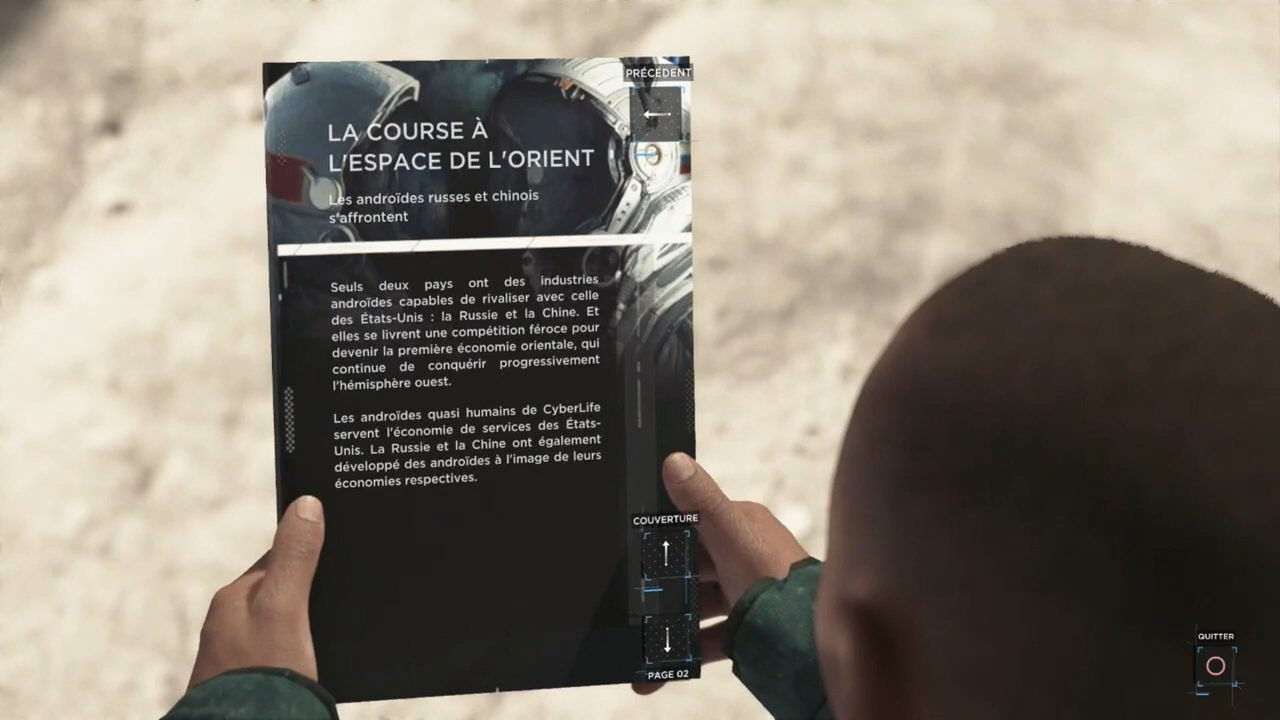 PRÉCÉDENT
LA COURSE À
L'ESPACE DE L'ORIENT
Les androïdes russes et chinois
s'affrontent
Seuls deux pays ont des industries
androïdes capables de rivaliser avec celle
des États-Unis : la Russie et la Chine. Et
elles se livrent une compétition féroce pour
devenir la première économie orientale, qui
continue de conquérir progressivement
l'hémisphère ouest.
Les androïdes quasi humains de CyberLife
servent l'économie de services des États-
Unis. La Russie et la Chine ont également
développé des androïdes à l'image de leurs
économies respectives.
COUVERTURE
PAGE 02
QUITTER